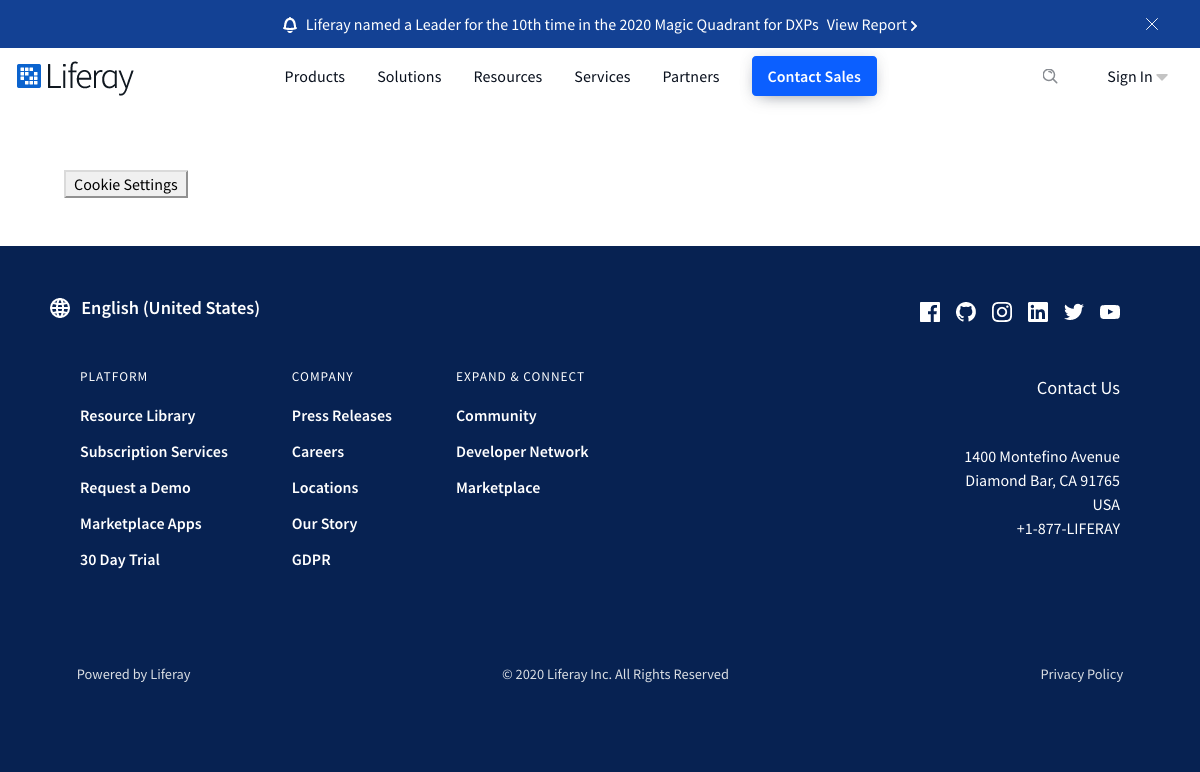 Liferay named a Leader for the 10th time in the 2020 Magic Quadrant for DXPs View Report
Liferay
Products Solutions Resources Services Partners Contact Sales Sign In
Cookie Settings
English (United States)
PLATFORM
Resource Library
Subscription Services
Request a Demo
Marketplace Apps
30 Day Trial
COMPANY
Press Releases
Careers
Locations
Our Story
GDPR
EXPAND & CONNECT
Community
Developer Network
Marketplace
Contact Us
1400 Montefino Avenue
Diamond Bar, CA 91765
USA
+1-877-LIFERAY
Powered by Liferay
© 2020 Liferay Inc. All Rights Reserved
Privacy Policy